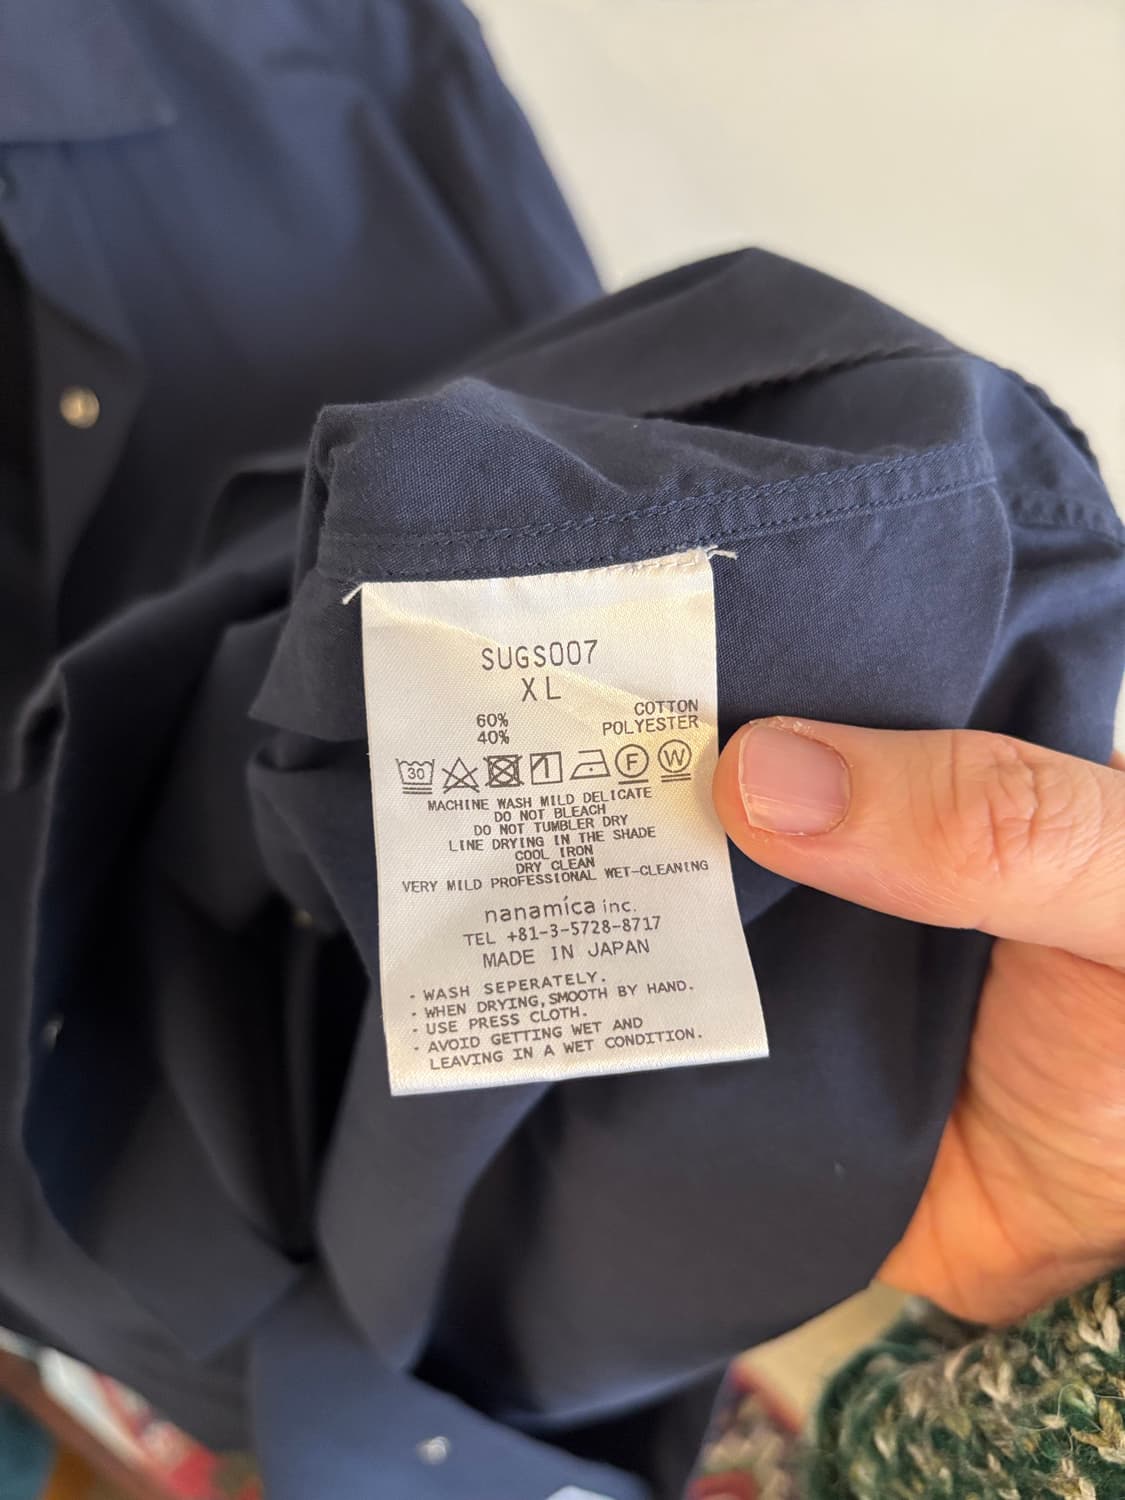 SUGS007
XL
60% COTTON
40% POLYESTER
30 F W
MACHINE WASH MILD DELICATE
DO NOT BLEACH
DO NOT TUMBLER DRY
LINE DRYING IN THE SHADE
COOL IRON
DRY CLEAN
VERY MILD PROFESSIONAL WET-CLEANING
nanamíca inc.
TEL +81-3-5728-8717
MADE IN JAPAN
· WASH SEPERATELY.
· WHEN DRYING, SMOOTH BY HAND.
· USE PRESS CLOTH.
· AVOID GETTING WET AND
LEAVING IN A WET CONDITION.